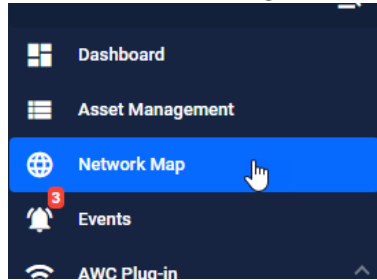 Dashboard
Asset Management
Network Map
3
Events
AWC Plug-in